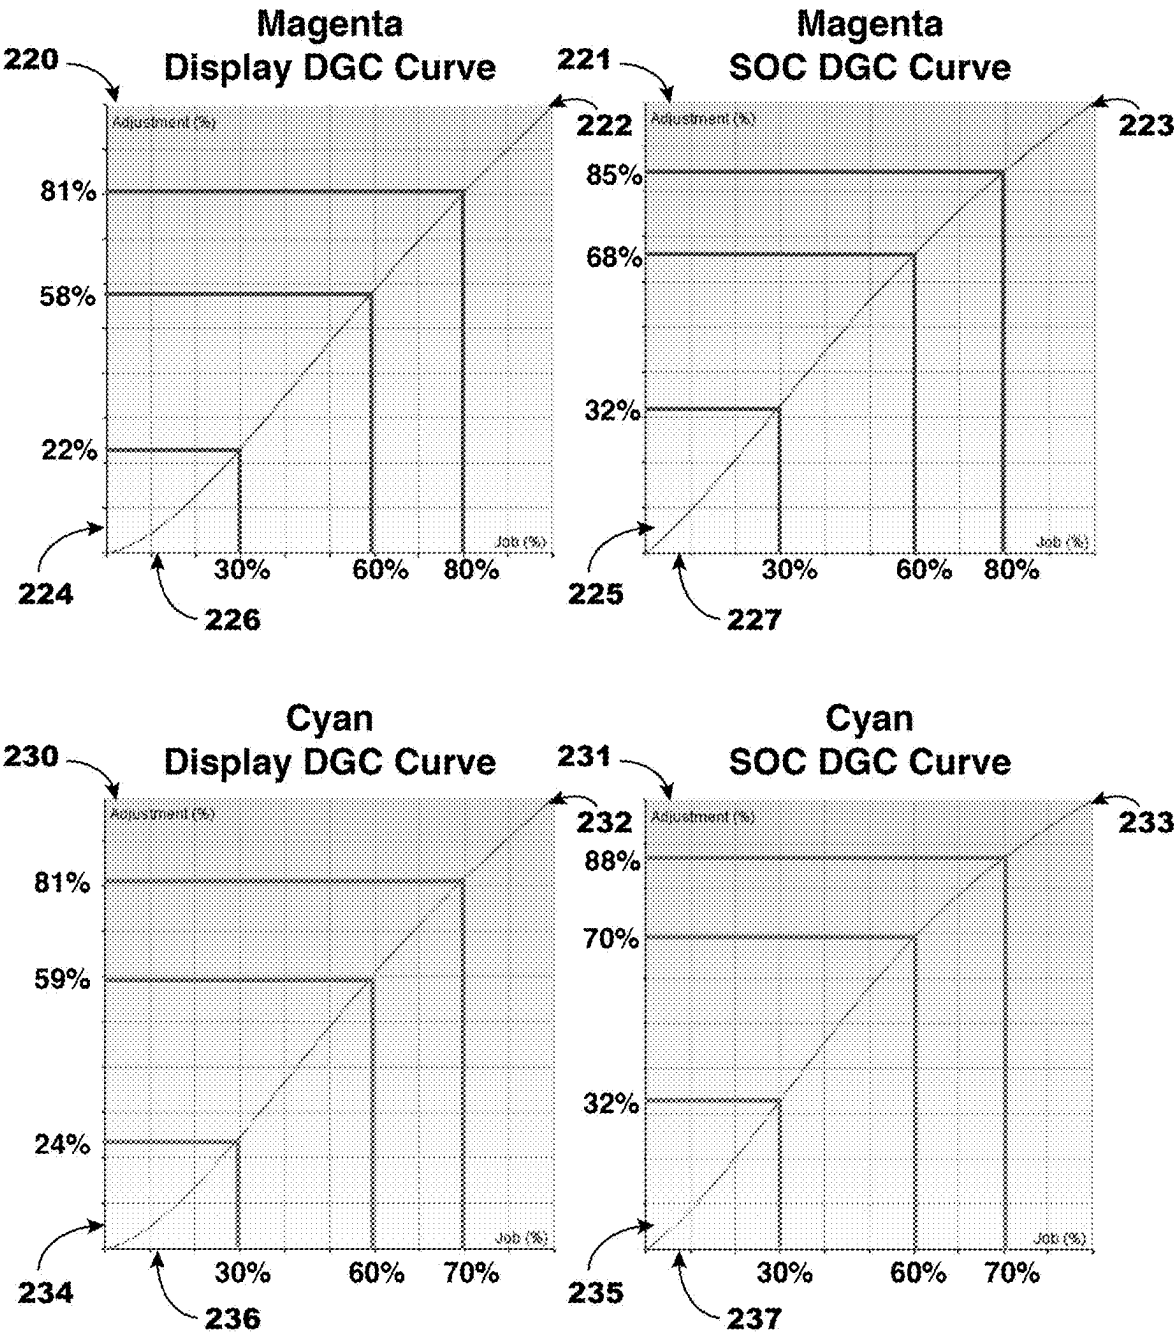 Magenta
Display DGC Curve
220
Adjustment (%)
222
81%
58%
22%
Job (%)
30% 60% 80%
224
226
Magenta
SOC DGC Curve
221
Adjustment (%)
223
85%
68%
32%
Job (%)
30% 60% 80%
225
227
Cyan
Display DGC Curve
230
Adjustment (%)
232
81%
59%
24%
Job (%)
30% 60% 70%
234
236
Cyan
SOC DGC Curve
231
Adjustment (%)
233
88%
70%
32%
Job (%)
30% 60% 70%
235
237